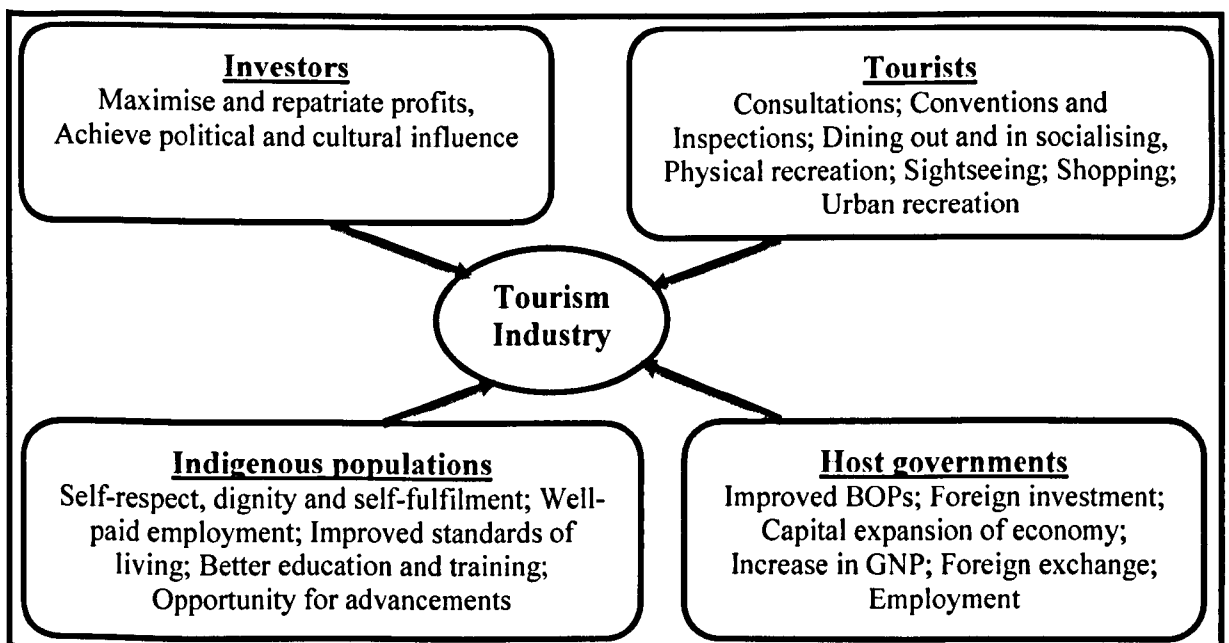 Investors
Maximise and repatriate profits,
Achieve political and cultural influence
Tourists
Consultations; Conventions and
Inspections; Dining out and in socialising,
Physical recreation; Sightseeing; Shopping;
Urban recreation
Tourism
Industry
Indigenous populations
Self-respect, dignity and self-fulfilment; Well-
paid employment; Improved standards of
living; Better education and training;
Opportunity for advancements
Host governments
Improved BOPs; Foreign investment;
Capital expansion of economy;
Increase in GNP; Foreign exchange;
Employment